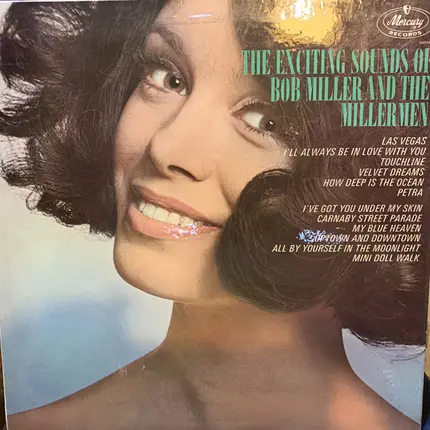 Mercury
RECORDS
THE EXCITING SOUNDS OF
BOB MILLER AND THE
MILLERMEN
LAS VEGAS
I'LL ALWAYS BE IN LOVE WITH YOU
TOUCHLINE
VELVET DREAMS
HOW DEEP IS THE OCEAN
PETRA
I'VE GOT YOU UNDER MY SKIN
CARNABY STREET PARADE
MY BLUE HEAVEN
UPTOWN AND DOWNTOWN
ALL BY YOURSELF IN THE MOONLIGHT
MINI DOLL WALK